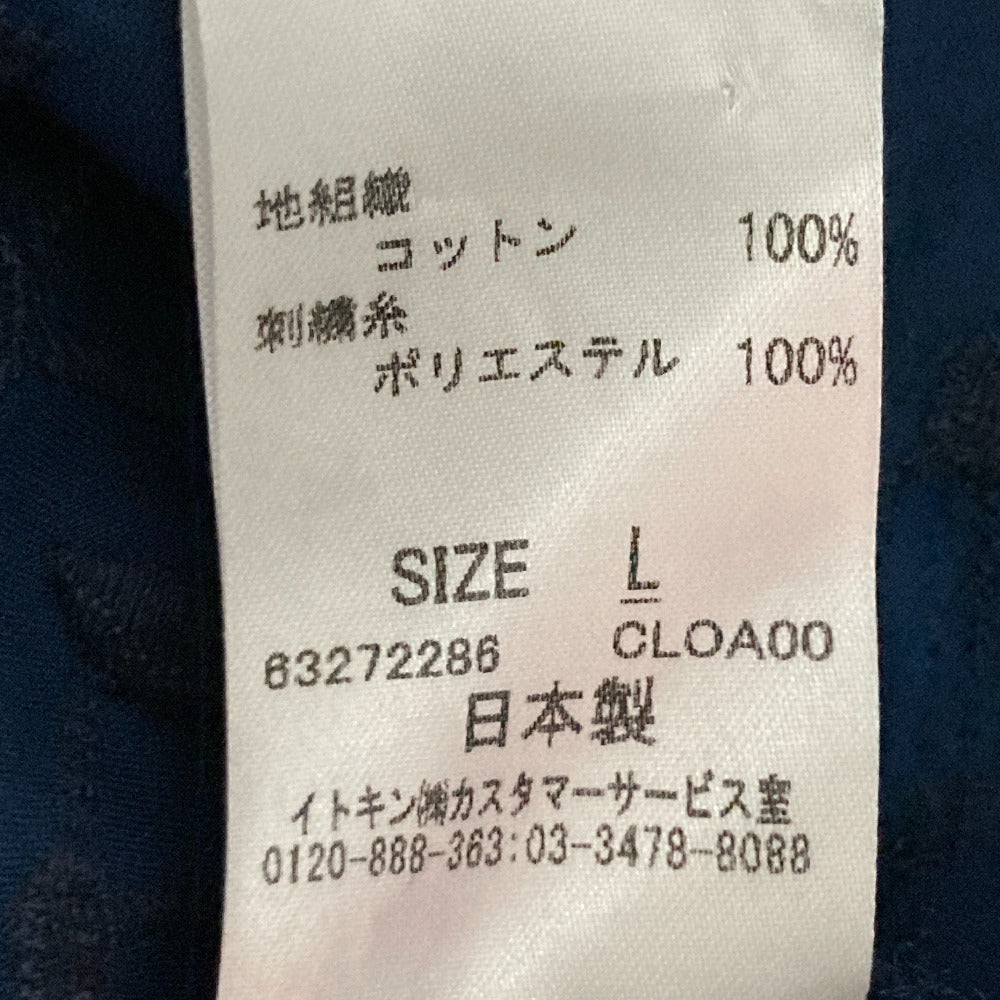 地組織
コットン 100%
刺繍糸
ポリエステル 100%
SIZE L
63272286 CLOA00
日本製
イトキン㈱カスタマーサービス室
0120-888-363:03-3478-8088